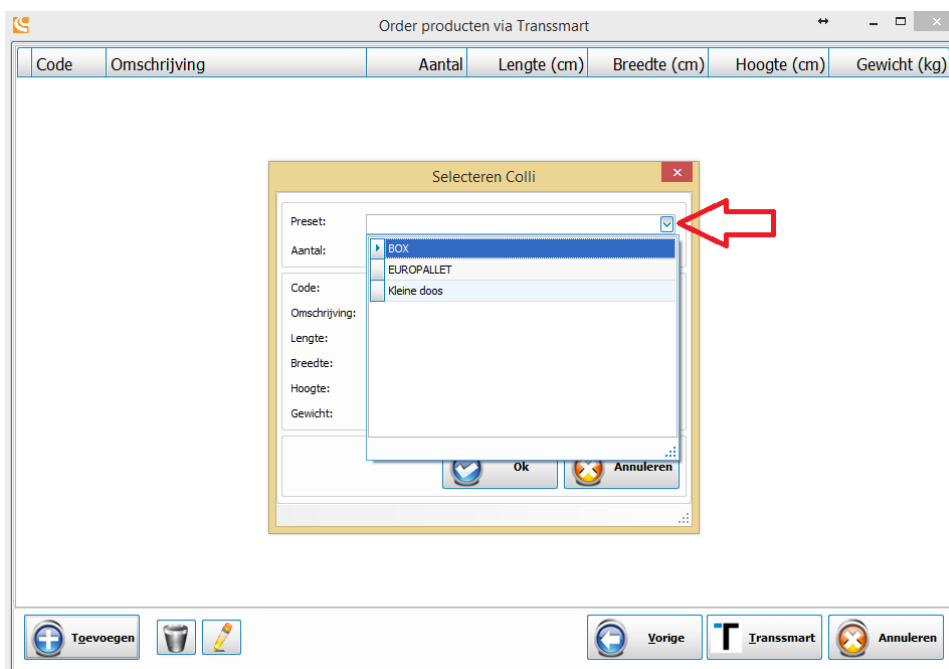 Order producten via Transsmart
Code Omschrijving Aantal Lengte (cm) Breedte (cm) Hoogte (cm) Gewicht (kg)
Selecteren Colli
Preset:
Aantal:
BOX
EUROPALLET
Kleine doos
Code:
Omschrijving:
Lengte:
Breedte:
Hoogte:
Gewicht:
Ok Annuleren
Toevoegen Vorige Transsmart Annuleren